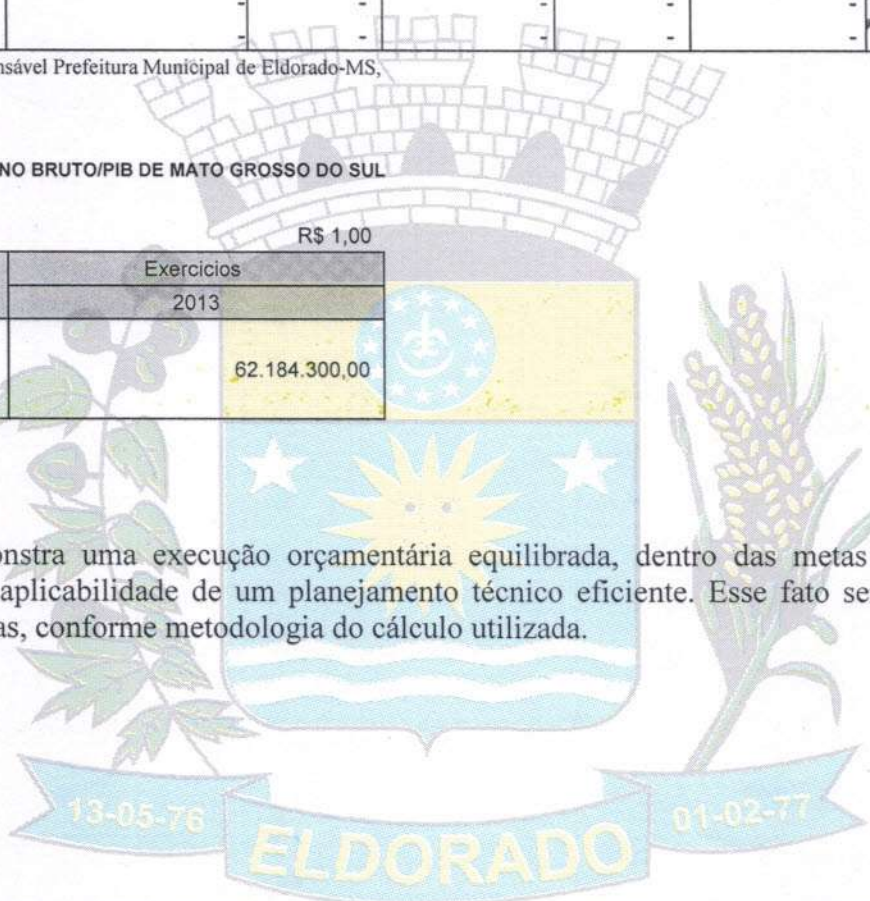 - - - - -
- - - - -
nsável Prefeitura Municipal de Eldorado-MS,
NO BRUTO/PIB DE MATO GROSSO DO SUL
R$ 1,00
Exercicios
2013
62.184.300,00
onstra uma execução orçamentária equilibrada, dentro das metas
aplicabilidade de um planejamento técnico eficiente. Esse fato se
as, conforme metodologia do cálculo utilizada.
13-05-76
01-02-77
ELDORADO